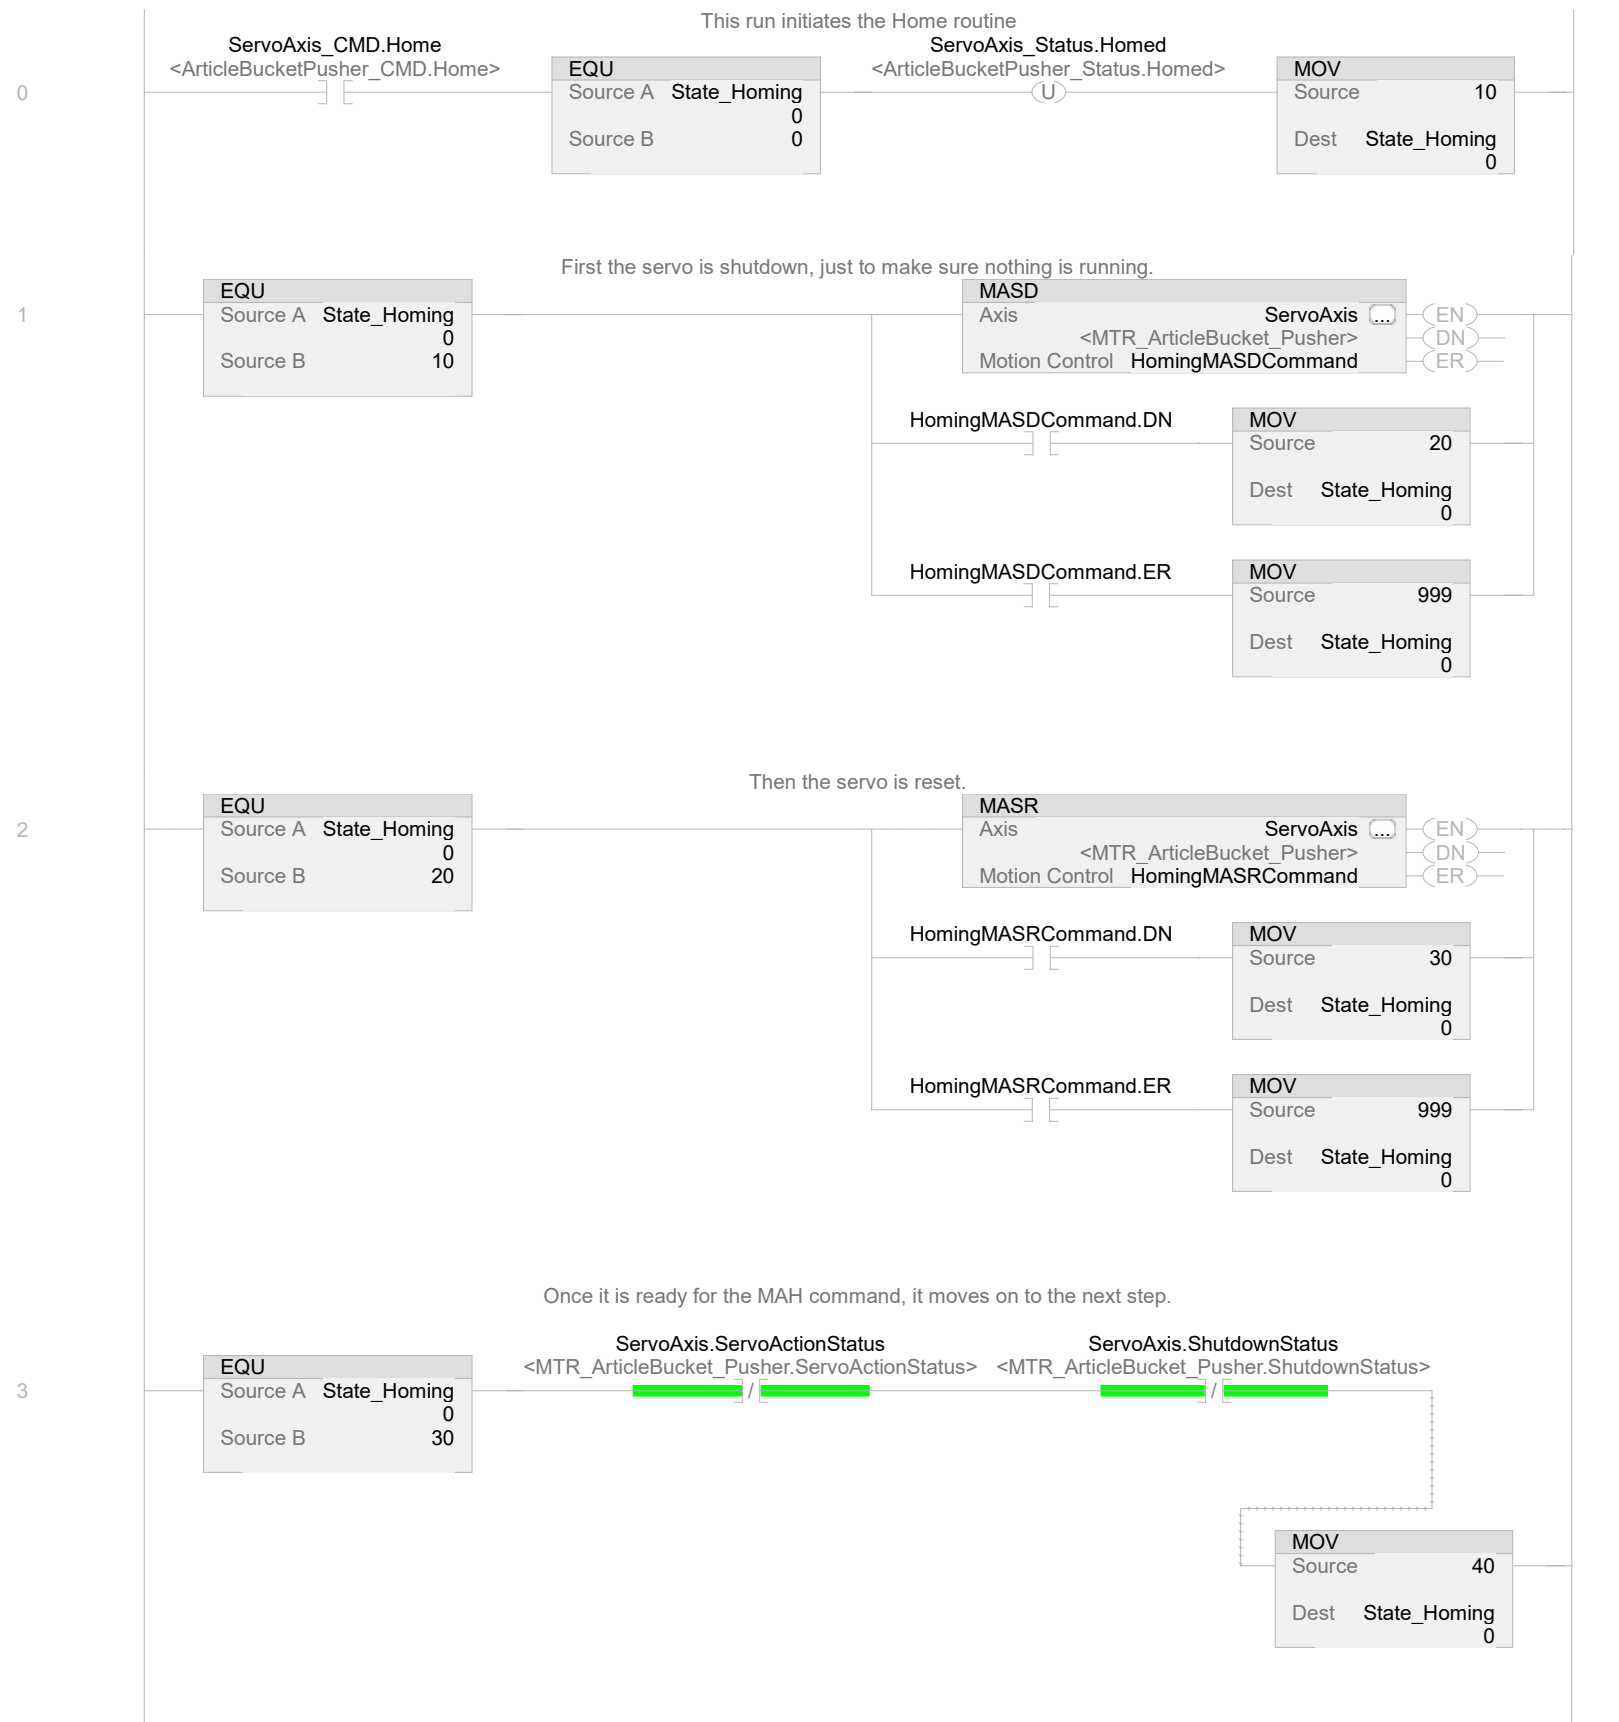 This run initiates the Home routine
ServoAxis_CMD.Home
<ArticleBucketPusher_CMD.Home>
ServoAxis_Status.Homed
<ArticleBucketPusher_Status.Homed>
0
EQU
Source A State_Homing
0
Source B 0
U
MOV
Source 10
Dest State_Homing
0
First the servo is shutdown, just to make sure nothing is running.
1
EQU
Source A State_Homing
0
Source B 10
MASD
Axis ServoAxis ...
<MTR_ArticleBucket_Pusher>
Motion Control HomingMASDCommand
EN
DN
ER
HomingMASDCommand.DN
MOV
Source 20
Dest State_Homing
0
HomingMASDCommand.ER
MOV
Source 999
Dest State_Homing
0
Then the servo is reset.
2
EQU
Source A State_Homing
0
Source B 20
MASR
Axis ServoAxis ...
<MTR_ArticleBucket_Pusher>
Motion Control HomingMASRCommand
EN
DN
ER
HomingMASRCommand.DN
MOV
Source 30
Dest State_Homing
0
HomingMASRCommand.ER
MOV
Source 999
Dest State_Homing
0
Once it is ready for the MAH command, it moves on to the next step.
3
EQU
Source A State_Homing
0
Source B 30
ServoAxis.ServoActionStatus
<MTR_ArticleBucket_Pusher.ServoActionStatus>
/
ServoAxis.ShutdownStatus
<MTR_ArticleBucket_Pusher.ShutdownStatus>
/
MOV
Source 40
Dest State_Homing
0